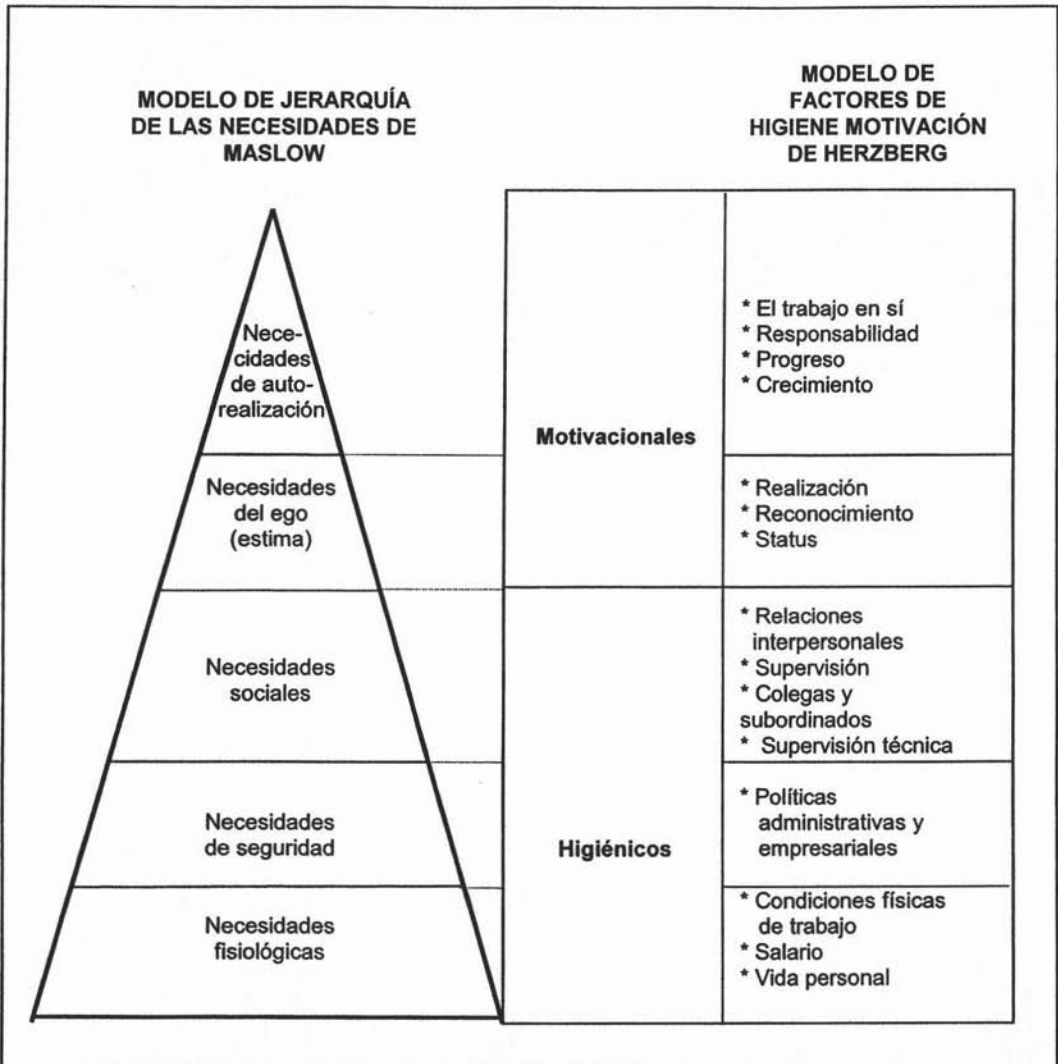 MODELO DE JERARQUÍA
DE LAS NECESIDADES DE
MASLOW
MODELO DE
FACTORES DE
HIGIENE MOTIVACIÓN
DE HERZBERG
Nece-
cidades
de auto-
realización
Necesidades
del ego
(estima)
Necesidades
sociales
Necesidades
de seguridad
Necesidades
fisiológicas
Motivacionales
Higiénicos
* El trabajo en sí
* Responsabilidad
* Progreso
* Crecimiento
* Realización
* Reconocimiento
* Status
* Relaciones
interpersonales
* Supervisión
* Colegas y
subordinados
* Supervisión técnica
* Políticas
administrativas y
empresariales
* Condiciones físicas
de trabajo
* Salario
* Vida personal